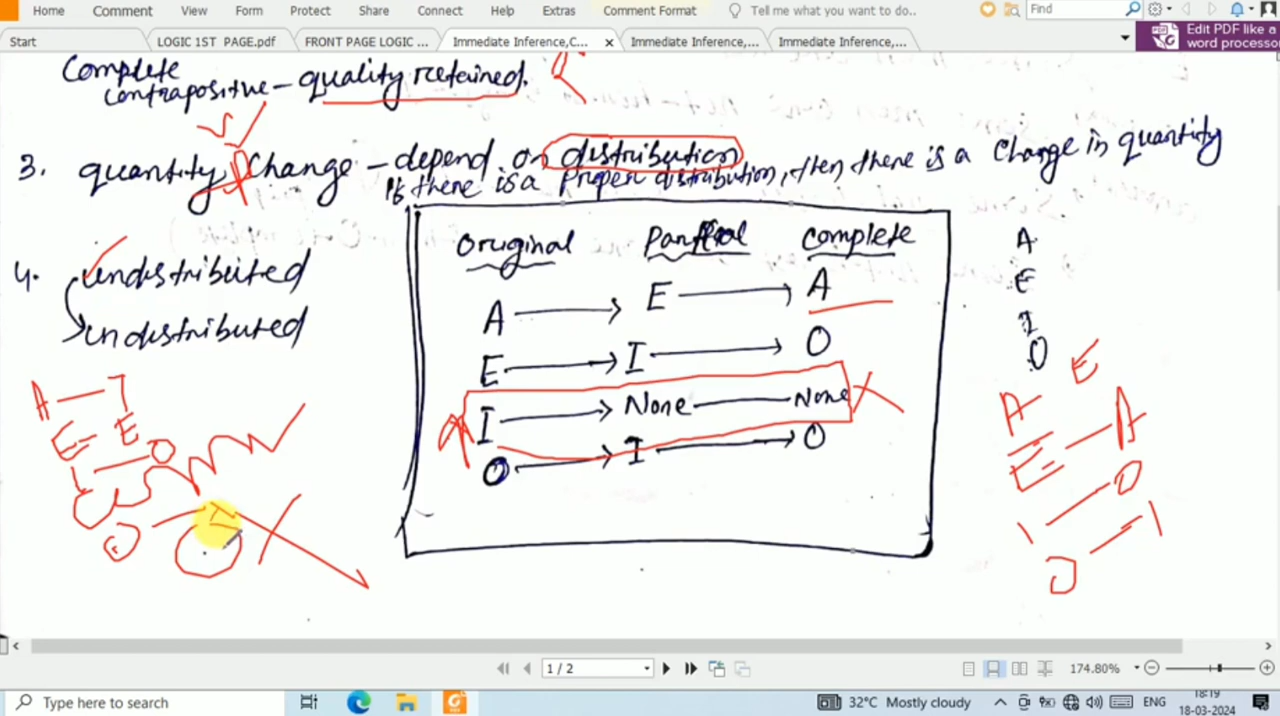 Home Comment View Form Protect Share Connect Help Extras Comment Format Tell me what you want to do.. Find
Start LOGIC 1ST PAGE.pdf FRONT PAGE LOGIC ... Immediate Inference,C... × Immediate Inference,... Immediate Inference,... Edit PDF like a
word processo
Complete
contrapositive - quality retained.
3. quantity Change - depend on distribution
If there is a proper distribution, then there is a change in quantity
4. undistributed
undistributed
Original Partial Complete
A E A
E I O
I None None
O I O
A
E
I
O
A - I
E - E
I - O
O - I
E
A
E - A
I - O
O - I
1 / 2
174.80%
Type here to search
32°C Mostly cloudy
ENG
18:19
18-03-2024